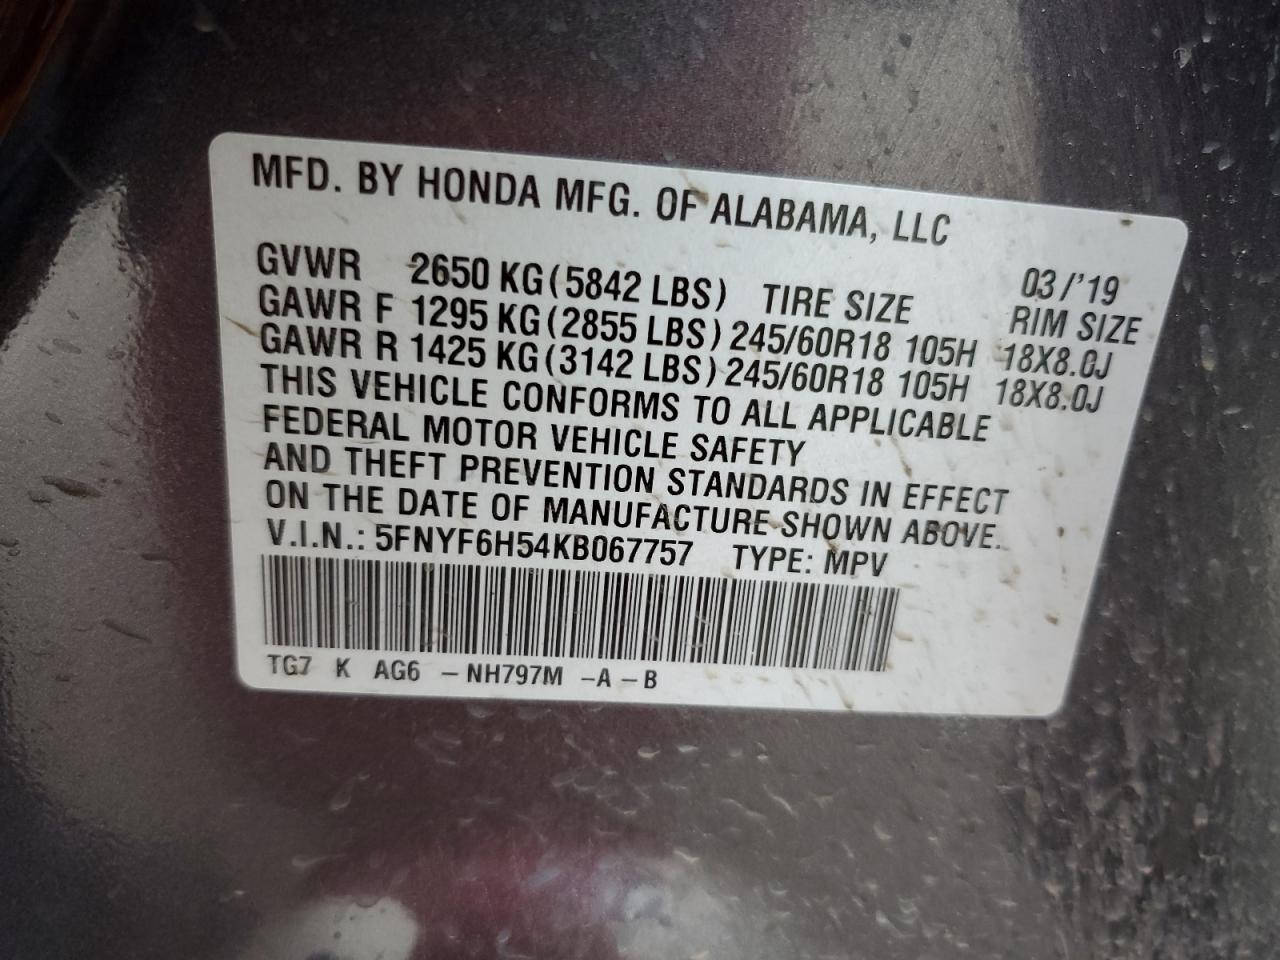 MFD. BY HONDA MFG. OF ALABAMA, LLC
03/'19
GVWR 2650 KG (5842 LBS) TIRE SIZE RIM SIZE
GAWR F 1295 KG (2855 LBS) 245/60R18 105H 18X8.0J
GAWR R 1425 KG (3142 LBS) 245/60R18 105H 18X8.0J
THIS VEHICLE CONFORMS TO ALL APPLICABLE
FEDERAL MOTOR VEHICLE SAFETY
AND THEFT PREVENTION STANDARDS IN EFFECT
ON THE DATE OF MANUFACTURE SHOWN ABOVE.
V.I.N.: 5FNYF6H54KB067757 TYPE: MPV
TG7 K AG6 -NH797M -A-B